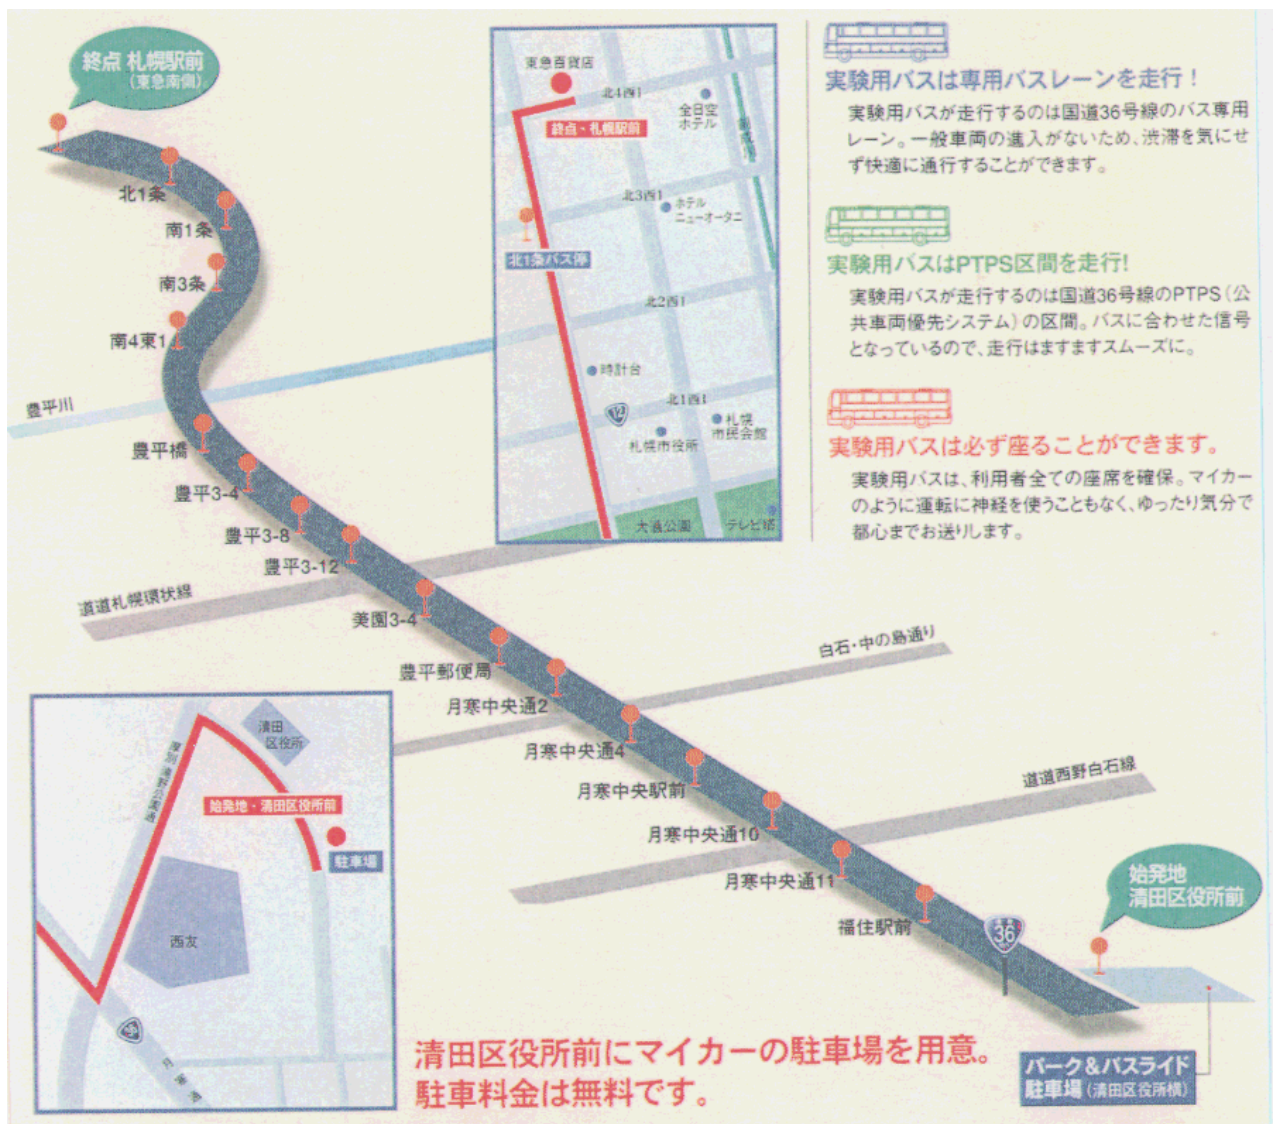 終点 札幌駅前
(東急南側)
北1条
南1条
南3条
南4東1
豊平川
豊平橋
豊平3-4
豊平3-8
豊平3-12
道道札幌環状線
美園3-4
豊平郵便局
月寒中央通2
白石・中の島通り
月寒中央通4
月寒中央駅前
道道西野白石線
月寒中央通10
月寒中央通11
福住駅前
36
始発地
清田区役所前
パーク&バスライド
駐車場(清田区役所横)
東急百貨店
北4西1
終点・札幌駅前
全日空
ホテル
北3西1
ホテル
ニューオータニ
北1条バス停
北2西1
時計台
12
北1西1
札幌
市民会館
札幌市役所
大通公園
テレビ塔
実験用バスは専用バスレーンを走行!
実験用バスが走行するのは国道36号線のバス専用
レーン。一般車両の進入がないため、渋滞を気にせ
ず快適に通行することができます。
実験用バスはPTPS区間を走行!
実験用バスが走行するのは国道36号線のPTPS(公
共車両優先システム)の区間。バスに合わせた信号
となっているので、走行はますますスムーズに。
実験用バスは必ず座ることができます。
実験用バスは、利用者全ての座席を確保。マイカー
のように運転に神経を使うこともなく、ゆったり気分で
都心までお送りします。
清田
区役所
始発地・清田区役所前
駐車場
西友
清田区役所前にマイカーの駐車場を用意。
駐車料金は無料です。